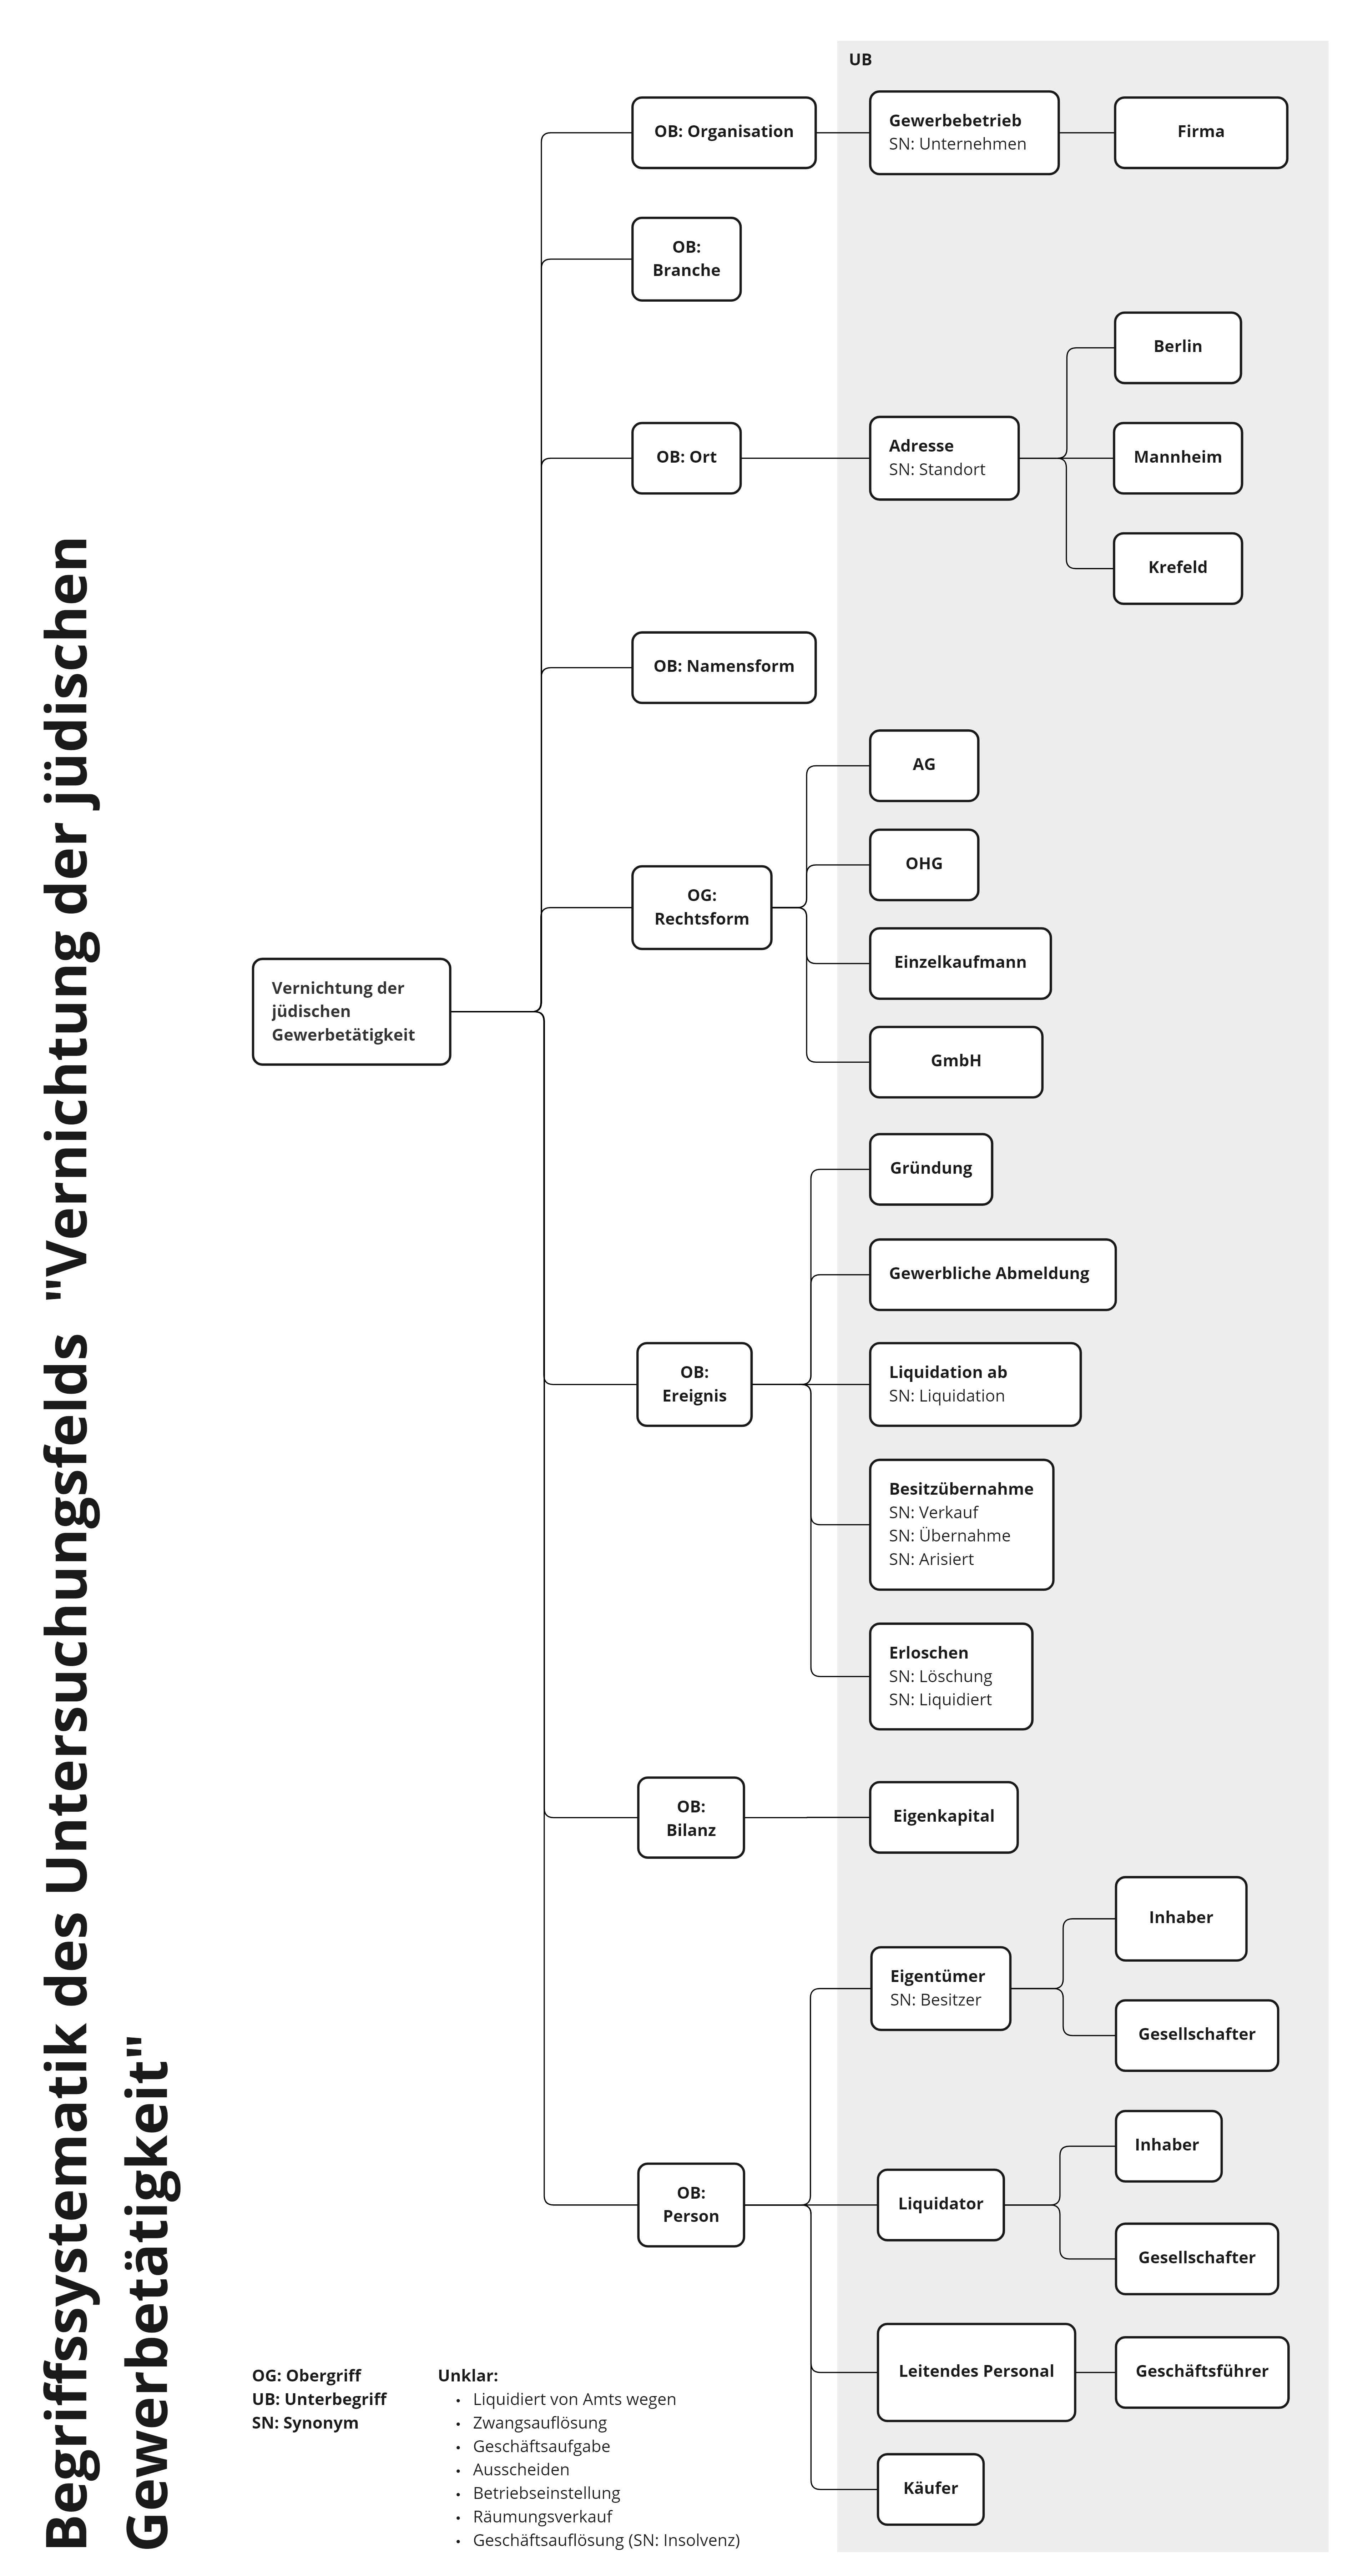 Begriffssystematik des Untersuchungsfelds "Vernichtung der jüdischen
Gewerbetätigkeit"
Vernichtung der
jüdischen
Gewerbetätigkeit
UB
OB: Organisation
Gewerbebetrieb
SN: Unternehmen
Firma
OB:
Branche
OB: Ort
Adresse
SN: Standort
Berlin
Mannheim
Krefeld
OB: Namensform
OG:
Rechtsform
AG
OHG
Einzelkaufmann
GmbH
OB:
Ereignis
Gründung
Gewerbliche Abmeldung
Liquidation ab
SN: Liquidation
Besitzübernahme
SN: Verkauf
SN: Übernahme
SN: Arisiert
Erloschen
SN: Löschung
SN: Liquidiert
OB:
Bilanz
Eigenkapital
OB:
Person
Eigentümer
SN: Besitzer
Inhaber
Gesellschafter
Liquidator
Inhaber
Gesellschafter
Leitendes Personal
Geschäftsführer
Käufer
OG: Obergriff
UB: Unterbegriff
SN: Synonym
Unklar:
• Liquidiert von Amts wegen
• Zwangsauflösung
• Geschäftsaufgabe
• Ausscheiden
• Betriebseinstellung
• Räumungsverkauf
• Geschäftsauflösung (SN: Insolvenz)